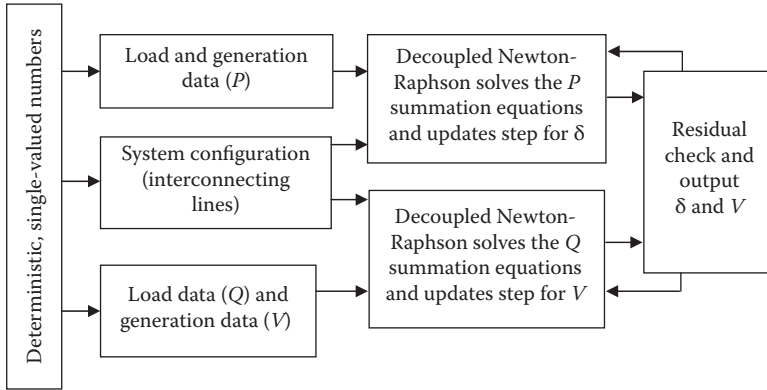 Deterministic, single-valued numbers
Load and generation
data (P)
System configuration
(interconnecting
lines)
Load data (Q) and
generation data (V)
Decoupled Newton-
Raphson solves the P
summation equations
and updates step for δ
Decoupled Newton-
Raphson solves the Q
summation equations
and updates step for V
Residual
check and
output
δ and V